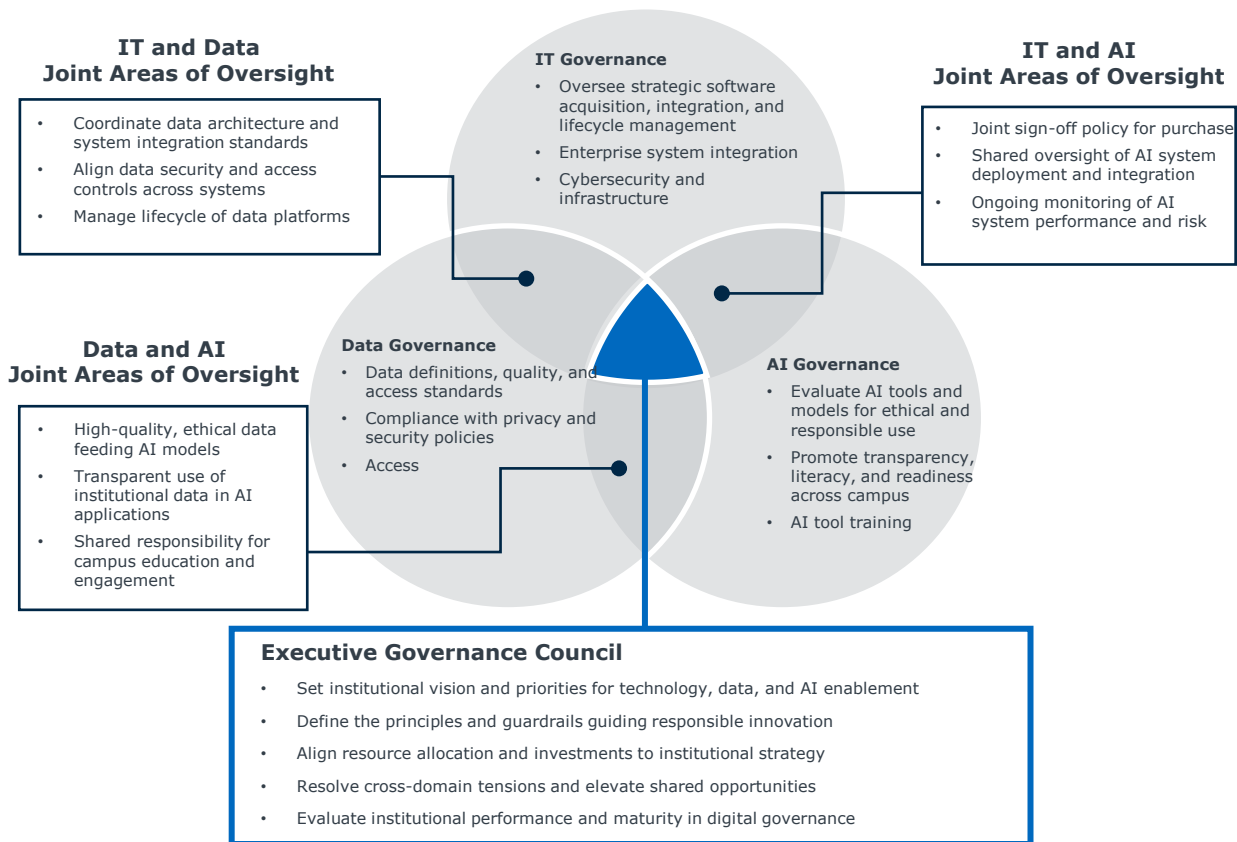 IT and Data
Joint Areas of Oversight
• Coordinate data architecture and
system integration standards
• Align data security and access
controls across systems
• Manage lifecycle of data platforms
IT Governance
• Oversee strategic software
acquisition, integration, and
lifecycle management
• Enterprise system integration
• Cybersecurity and
infrastructure
IT and AI
Joint Areas of Oversight
• Joint sign-off policy for purchase
• Shared oversight of AI system
deployment and integration
• Ongoing monitoring of AI
system performance and risk
Data and AI
Joint Areas of Oversight
• High-quality, ethical data
feeding AI models
• Transparent use of
institutional data in AI
applications
• Shared responsibility for
campus education and
engagement
Data Governance
• Data definitions, quality, and
access standards
• Compliance with privacy and
security policies
• Access
AI Governance
• Evaluate AI tools and
models for ethical and
responsible use
• Promote transparency,
literacy, and readiness
across campus
• AI tool training
Executive Governance Council
• Set institutional vision and priorities for technology, data, and AI enablement
• Define the principles and guardrails guiding responsible innovation
• Align resource allocation and investments to institutional strategy
• Resolve cross-domain tensions and elevate shared opportunities
• Evaluate institutional performance and maturity in digital governance